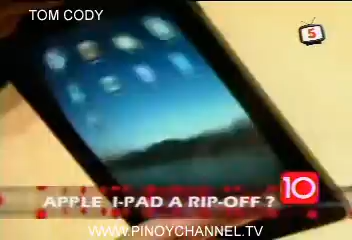 TOM CODY
5
10
APPLE I-PAD A RIP-OFF ?
WWW.PINOYCHANNEL.TV